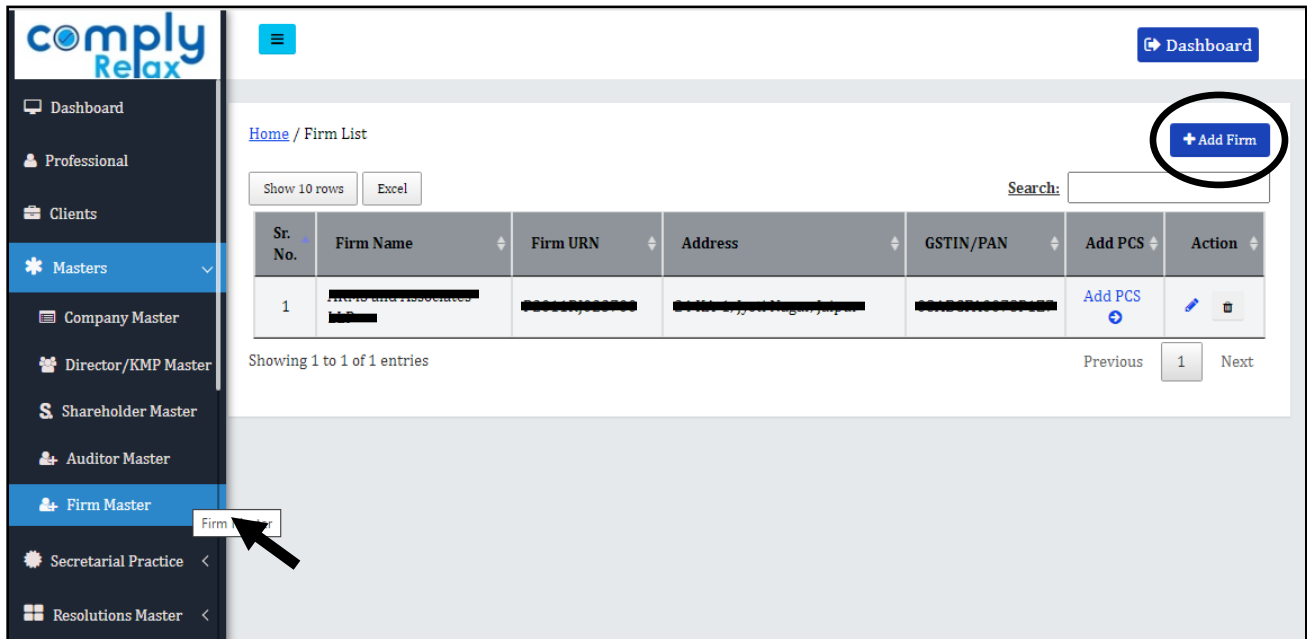 comply
Relax
Dashboard
Dashboard
Professional
Clients
Masters
Company Master
Director/KMP Master
Shareholder Master
Auditor Master
Firm Master
Firm
Secretarial Practice
Resolutions Master
Home / Firm List
+ Add Firm
Show 10 rows Excel Search:
Sr. No. Firm Name Firm URN Address GSTIN/PAN Add PCS Action
1 Add PCS
Showing 1 to 1 of 1 entries Previous 1 Next